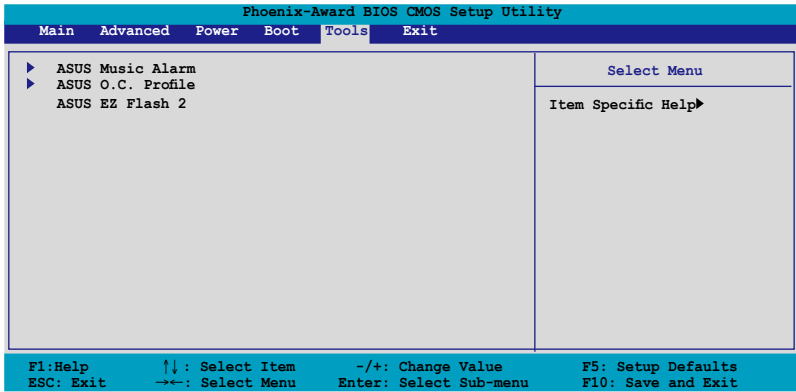 Phoenix-Award BIOS CMOS Setup Utility
Main Advanced Power Boot Tools Exit
ASUS Music Alarm
ASUS O.C. Profile
ASUS EZ Flash 2
Select Menu
Item Specific Help
F1:Help ↑↓: Select Item -/+: Change Value F5: Setup Defaults
ESC: Exit →←: Select Menu Enter: Select Sub-menu F10: Save and Exit